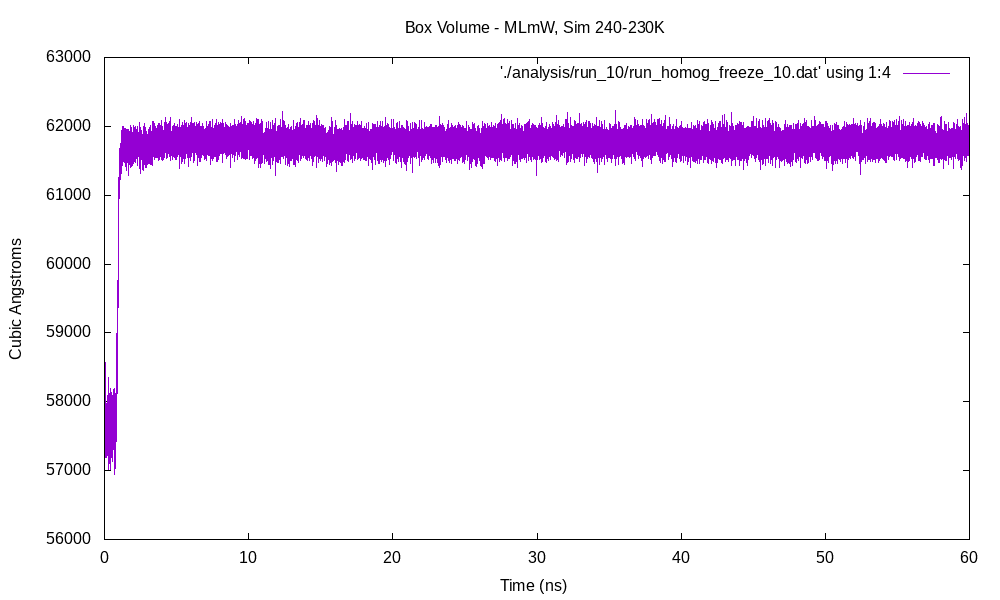 Box Volume - MLmW, Sim 240-230K
'./analysis/run_10/run_homog_freeze_10.dat' using 1:4
63000
62000
61000
60000
59000
58000
57000
56000
Cubic Angstroms
0 10 20 30 40 50 60
Time (ns)